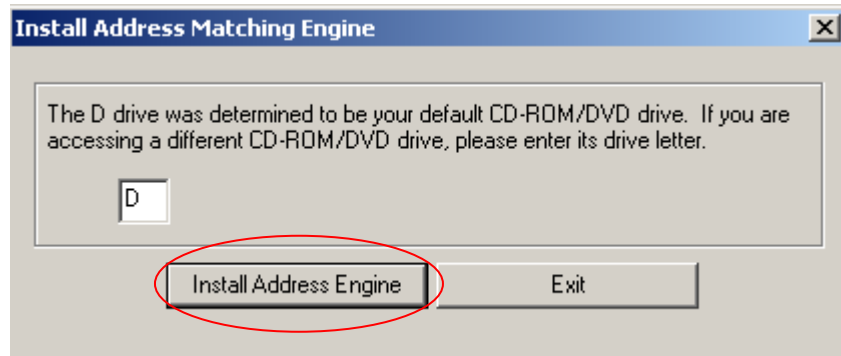 Install Address Matching Engine
The D drive was determined to be your default CD-ROM/DVD drive.  If you are
accessing a different CD-ROM/DVD drive, please enter its drive letter.
D
Install Address Engine Exit